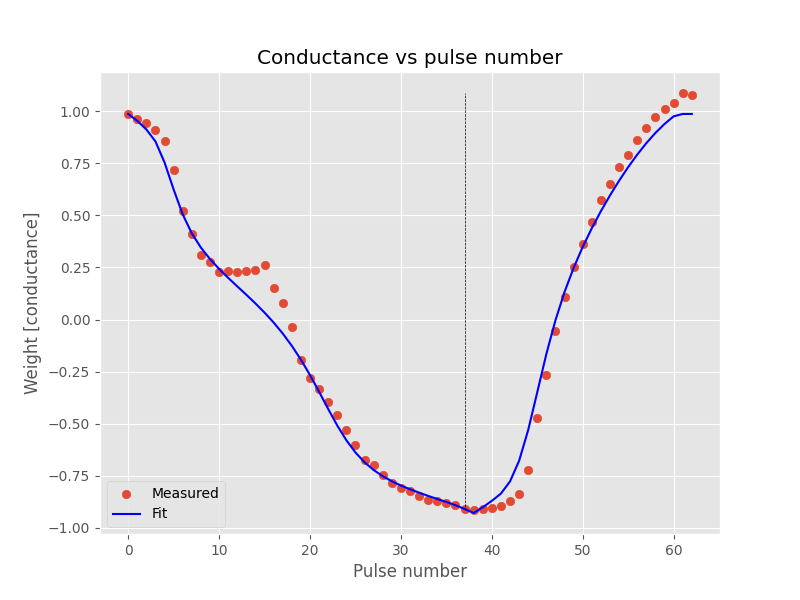 Conductance vs pulse number
Weight [conductance]
1.00
0.75
0.50
0.25
0.00
−0.25
−0.50
−0.75
−1.00
Measured
Fit
0 10 20 30 40 50 60
Pulse number